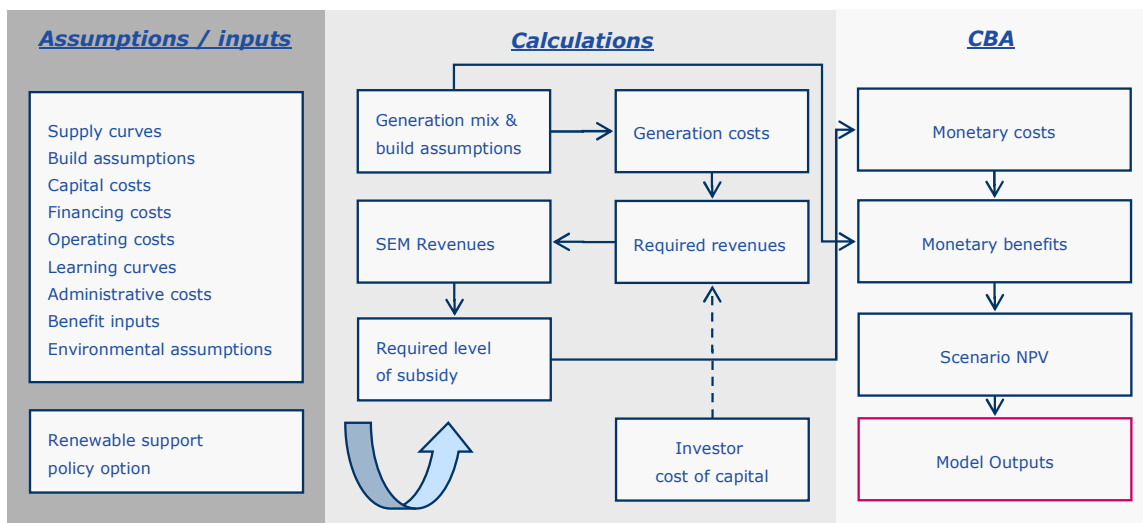 Assumptions / inputs
Supply curves
Build assumptions
Capital costs
Financing costs
Operating costs
Learning curves
Administrative costs
Benefit inputs
Environmental assumptions
Renewable support
policy option
Calculations
Generation mix &
build assumptions
Generation costs
SEM Revenues
Required revenues
Required level
of subsidy
Investor
cost of capital
CBA
Monetary costs
Monetary benefits
Scenario NPV
Model Outputs